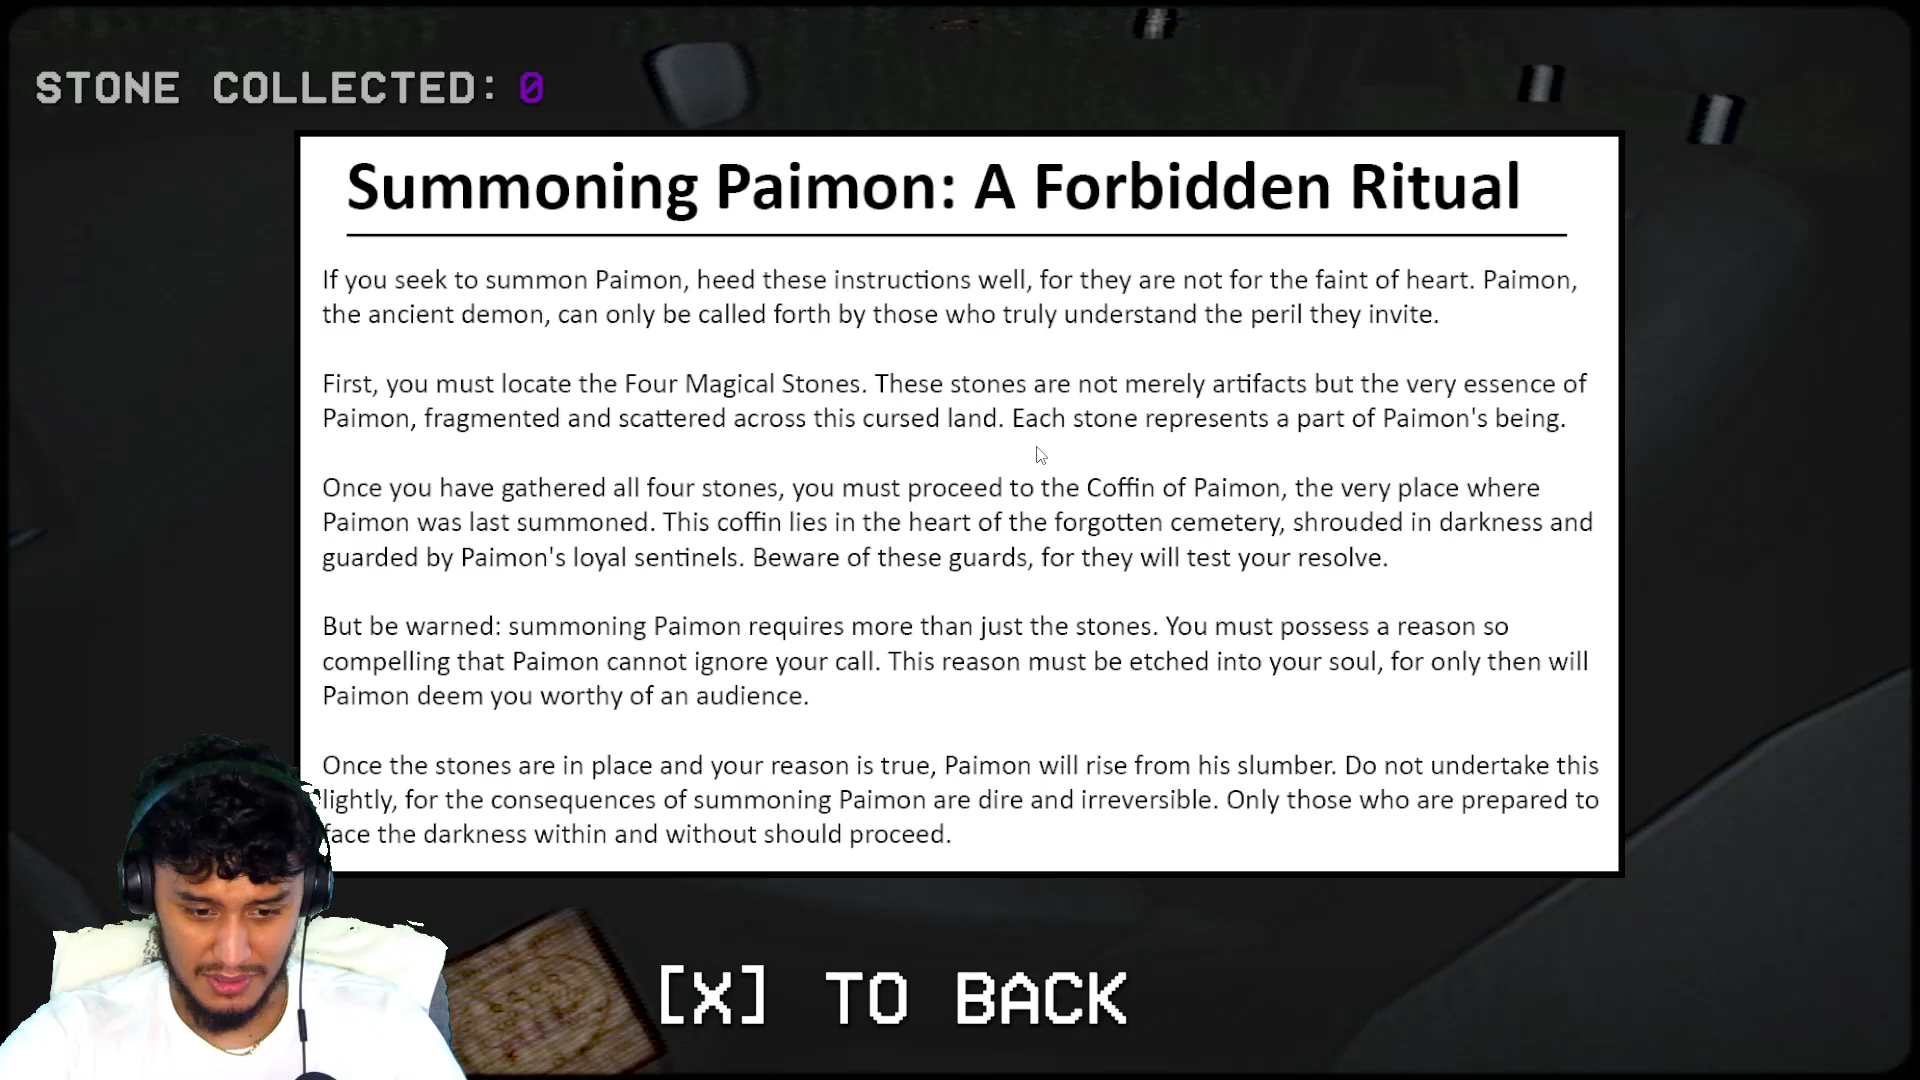 STONE COLLECTED: 0
Summoning Paimon: A Forbidden Ritual
If you seek to summon Paimon, heed these instructions well, for they are not for the faint of heart. Paimon,
the ancient demon, can only be called forth by those who truly understand the peril they invite.
First, you must locate the Four Magical Stones. These stones are not merely artifacts but the very essence of
Paimon, fragmented and scattered across this cursed land. Each stone represents a part of Paimon's being.
Once you have gathered all four stones, you must proceed to the Coffin of Paimon, the very place where
Paimon was last summoned. This coffin lies in the heart of the forgotten cemetery, shrouded in darkness and
guarded by Paimon's loyal sentinels. Beware of these guards, for they will test your resolve.
But be warned: summoning Paimon requires more than just the stones. You must possess a reason so
compelling that Paimon cannot ignore your call. This reason must be etched into your soul, for only then will
Paimon deem you worthy of an audience.
Once the stones are in place and your reason is true, Paimon will rise from his slumber. Do not undertake this
lightly, for the consequences of summoning Paimon are dire and irreversible. Only those who are prepared to
face the darkness within and without should proceed.
[X] TO BACK